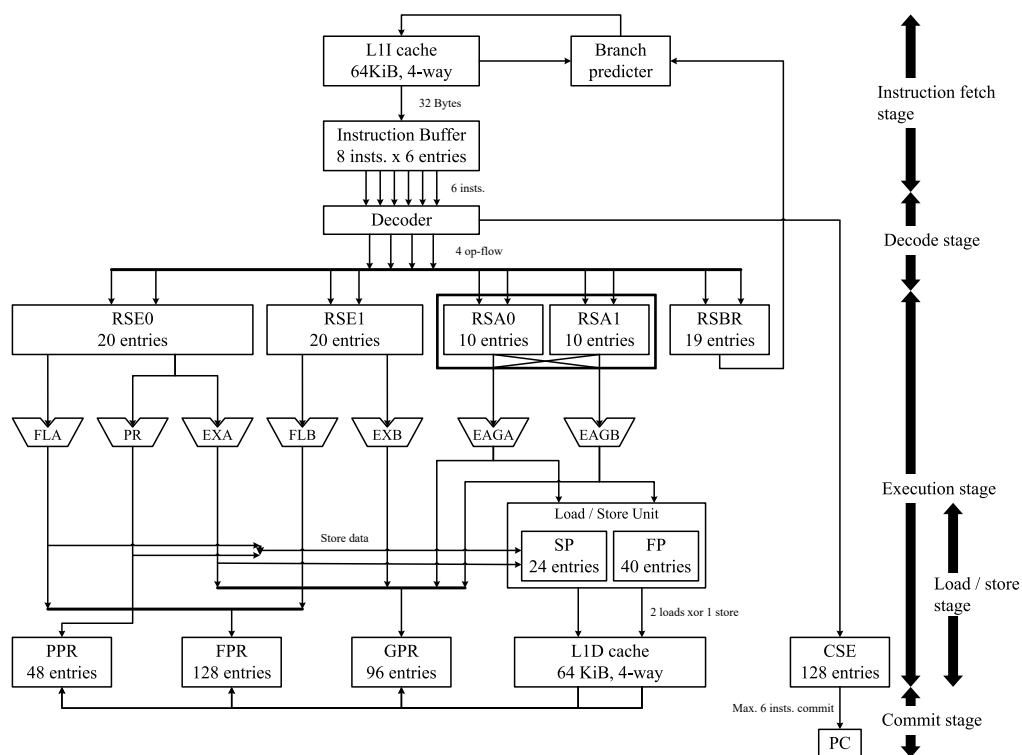 L1I cache
64KiB, 4-way
Branch
predicter
Instruction fetch
stage
32 Bytes
Instruction Buffer
8 insts. x 6 entries
6 insts.
Decoder
Decode stage
4 op-flow
RSE0
20 entries
RSE1
20 entries
RSA0
10 entries
RSA1
10 entries
RSBR
19 entries
FLA
PR
EXA
FLB
EXB
EAGA
EAGB
Execution stage
Load / Store Unit
Store data
SP
24 entries
FP
40 entries
Load / store
stage
2 loads xor 1 store
PPR
48 entries
FPR
128 entries
GPR
96 entries
L1D cache
64 KiB, 4-way
CSE
128 entries
Max. 6 insts. commit
Commit stage
PC